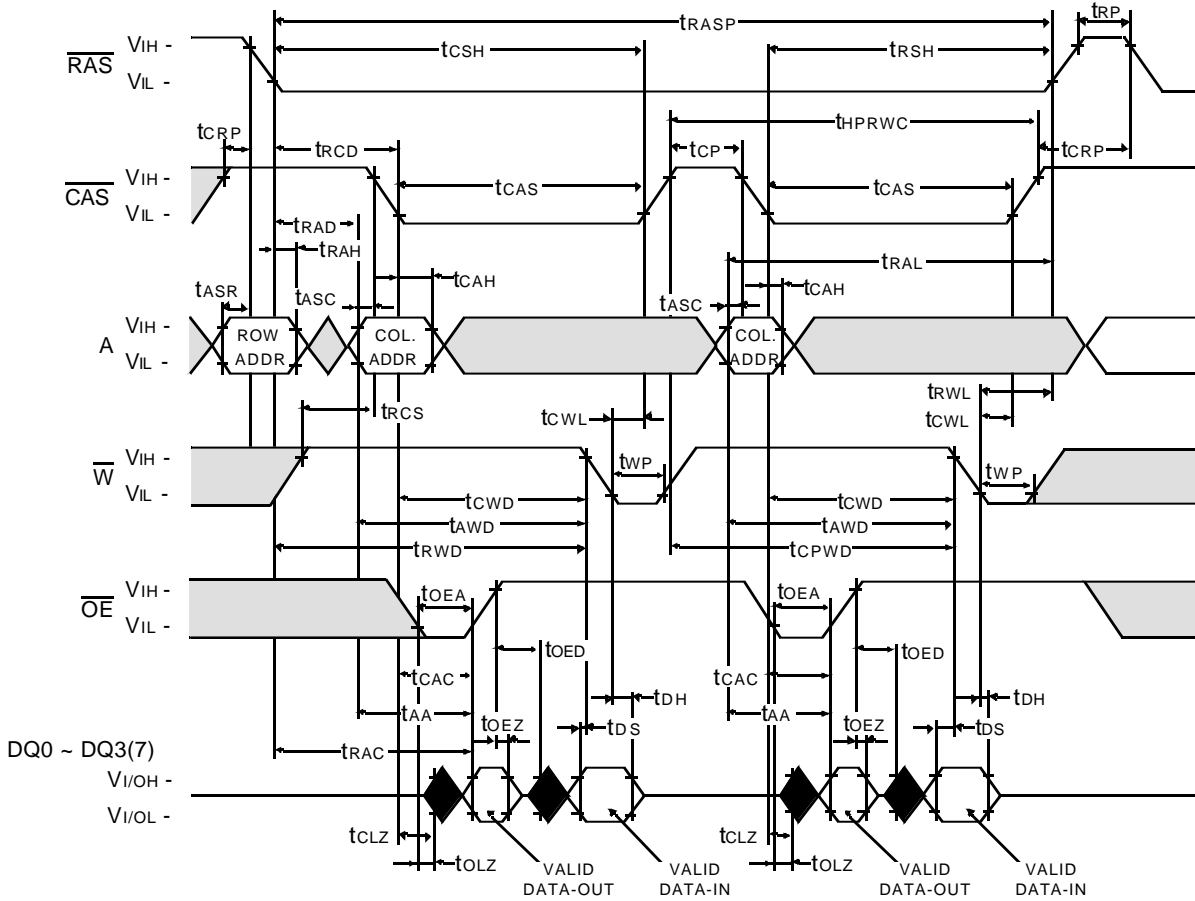 tRASP
tRP
VIH -
tCSH
tRSH
RAS
VIL -
tHPRWC
tCRP
tRCD
tCP
tCRP
VIH -
CAS
tCAS
tCAS
VIL -
tRAD
tRAH
tRAL
tCAH
tCAH
tASR
tASC
tASC
VIH -
A
ROW
ADDR
COL.
ADDR
COL.
ADDR
VIL -
tRWL
tRCS
tCWL
tCWL
VIH -
W
tWP
tWP
VIL -
tCWD
tCWD
tAWD
tAWD
tRWD
tCPWD
VIH -
OE
tOEA
tOEA
VIL -
tOED
tOED
tCAC
tCAC
tDH
tDH
tAA
tAA
tOEZ
tDS
tOEZ
tDS
tRAC
DQ0 ~ DQ3(7)
VI/OH -
VI/OL -
tCLZ
tCLZ
tOLZ
tOLZ
VALID
DATA-OUT
VALID
DATA-IN
VALID
DATA-OUT
VALID
DATA-IN